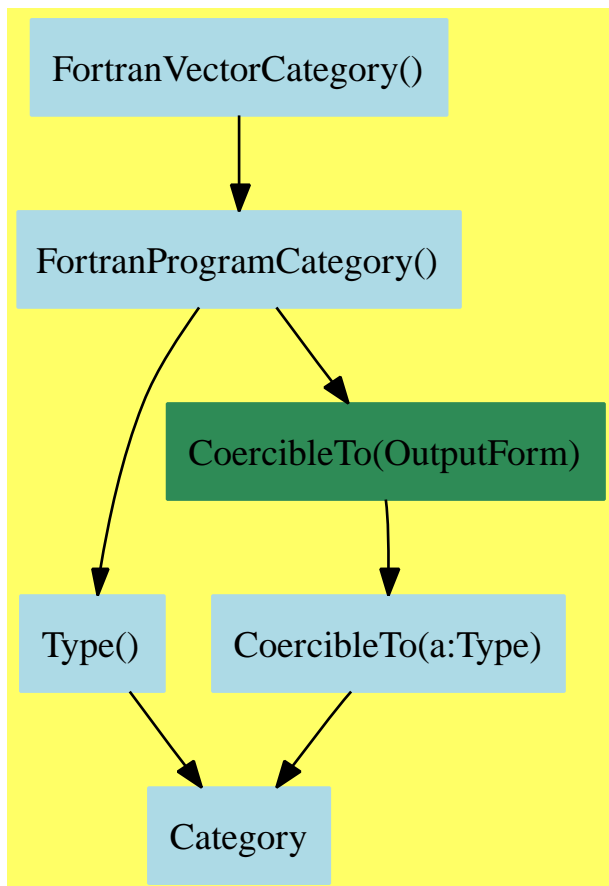 FortranVectorCategory()
FortranProgramCategory()
CoercibleTo(OutputForm)
Type()
CoercibleTo(a:Type)
Category